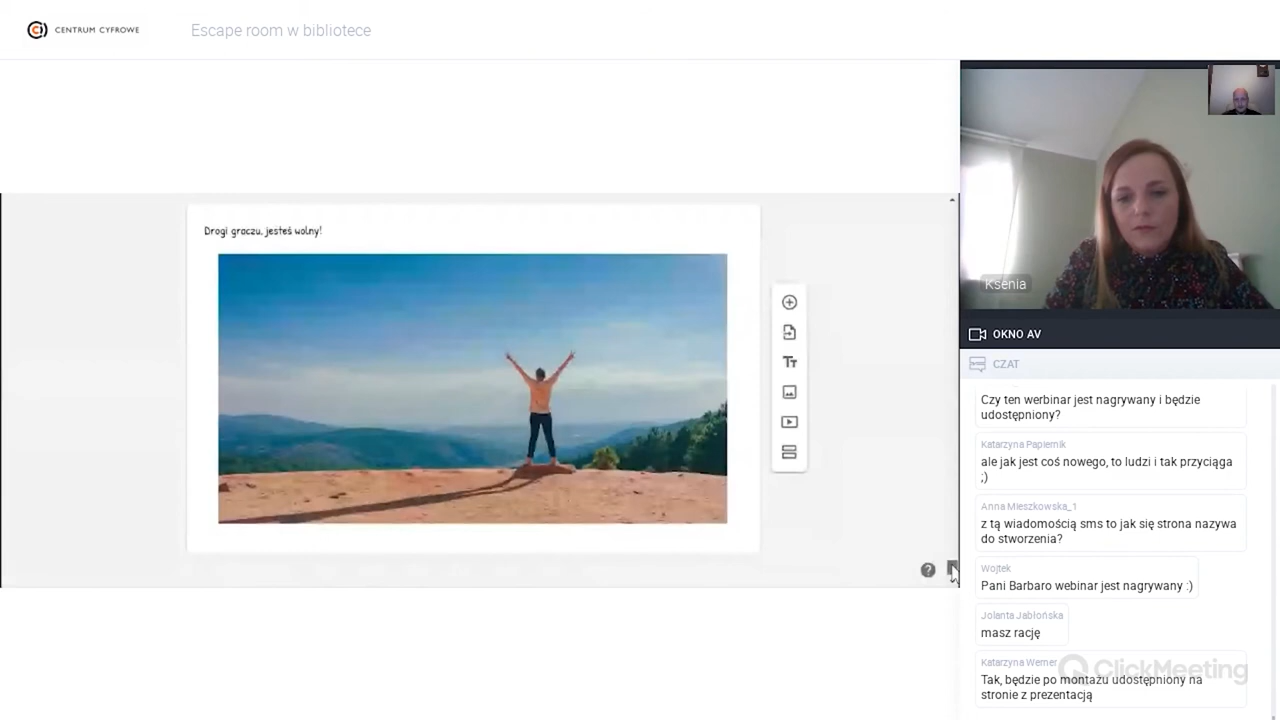 CENTRUM CYFROWE
Escape room w bibliotece
Drogi graczu, jesteś wolny!
Tт
?
Ksenia
OKNO AV
CZAT
Czy ten werbinar jest nagrywany i będzie
udostępniony?
Katarzyna Papiernik
ale jak jest coś nowego, to ludzi i tak przyciąga
;)
Anna Mieszkowska_1
z tą wiadomością sms to jak się strona nazywa
do stworzenia?
Wojtek
Pani Barbaro webinar jest nagrywany :)
Jolanta Jabłońska
masz rację
Katarzyna Werner
Tak, będzie po montażu udostępniony na
stronie z prezentacją
ClickMeeting